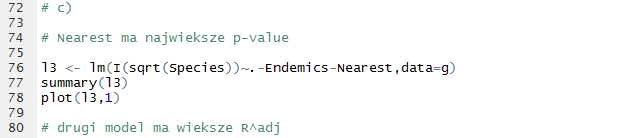 72 # c)
73
74 # Nearest ma najwieksze p-value
75
76 l3 <- lm(I(sqrt(Species))~.-Endemics-Nearest,data=g)
77 summary(l3)
78 plot(l3,1)
79
80 # drugi model ma wieksze R^adj